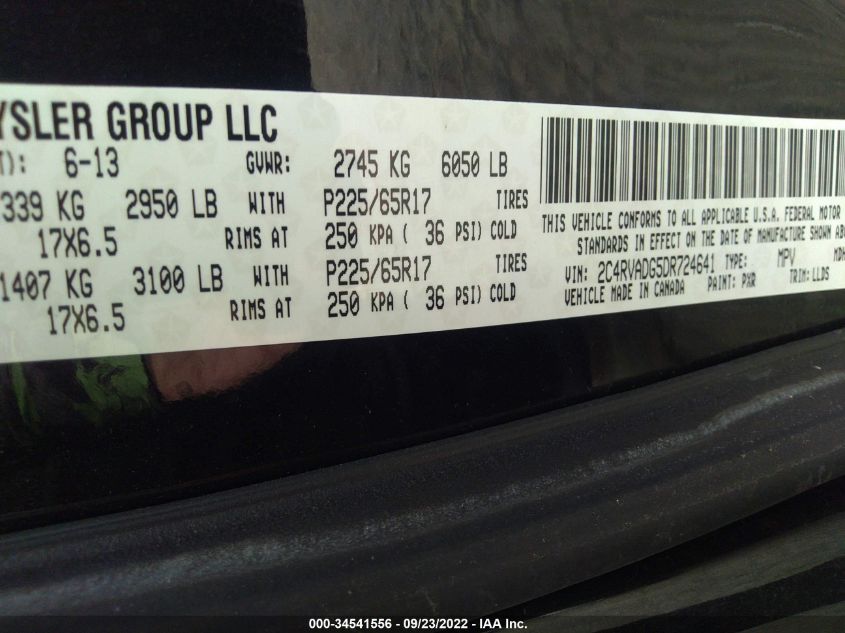 YSLER GROUP LLC
T): 6-13 GVWR: 2745 KG 6050 LB
339 KG 2950 LB WITH P225/65R17 TIRES
17X6.5 RIMS AT 250 KPA ( 36 PSI) COLD
1407 KG 3100 LB WITH P225/65R17 TIRES
17X6.5 RIMS AT 250 KPA ( 36 PSI) COLD
THIS VEHICLE CONFORMS TO ALL APPLICABLE U.S.A. FEDERAL MOTOR
STANDARDS IN EFFECT ON THE DATE OF MANUFACTURE SHOWN ABO
VIN: 2C4RVADG5DR724641 TYPE: MPV MDH
VEHICLE MADE IN CANADA PAINT: PXR TRIM: LLDS
000-34541556 - 09/23/2022 - IAA Inc.